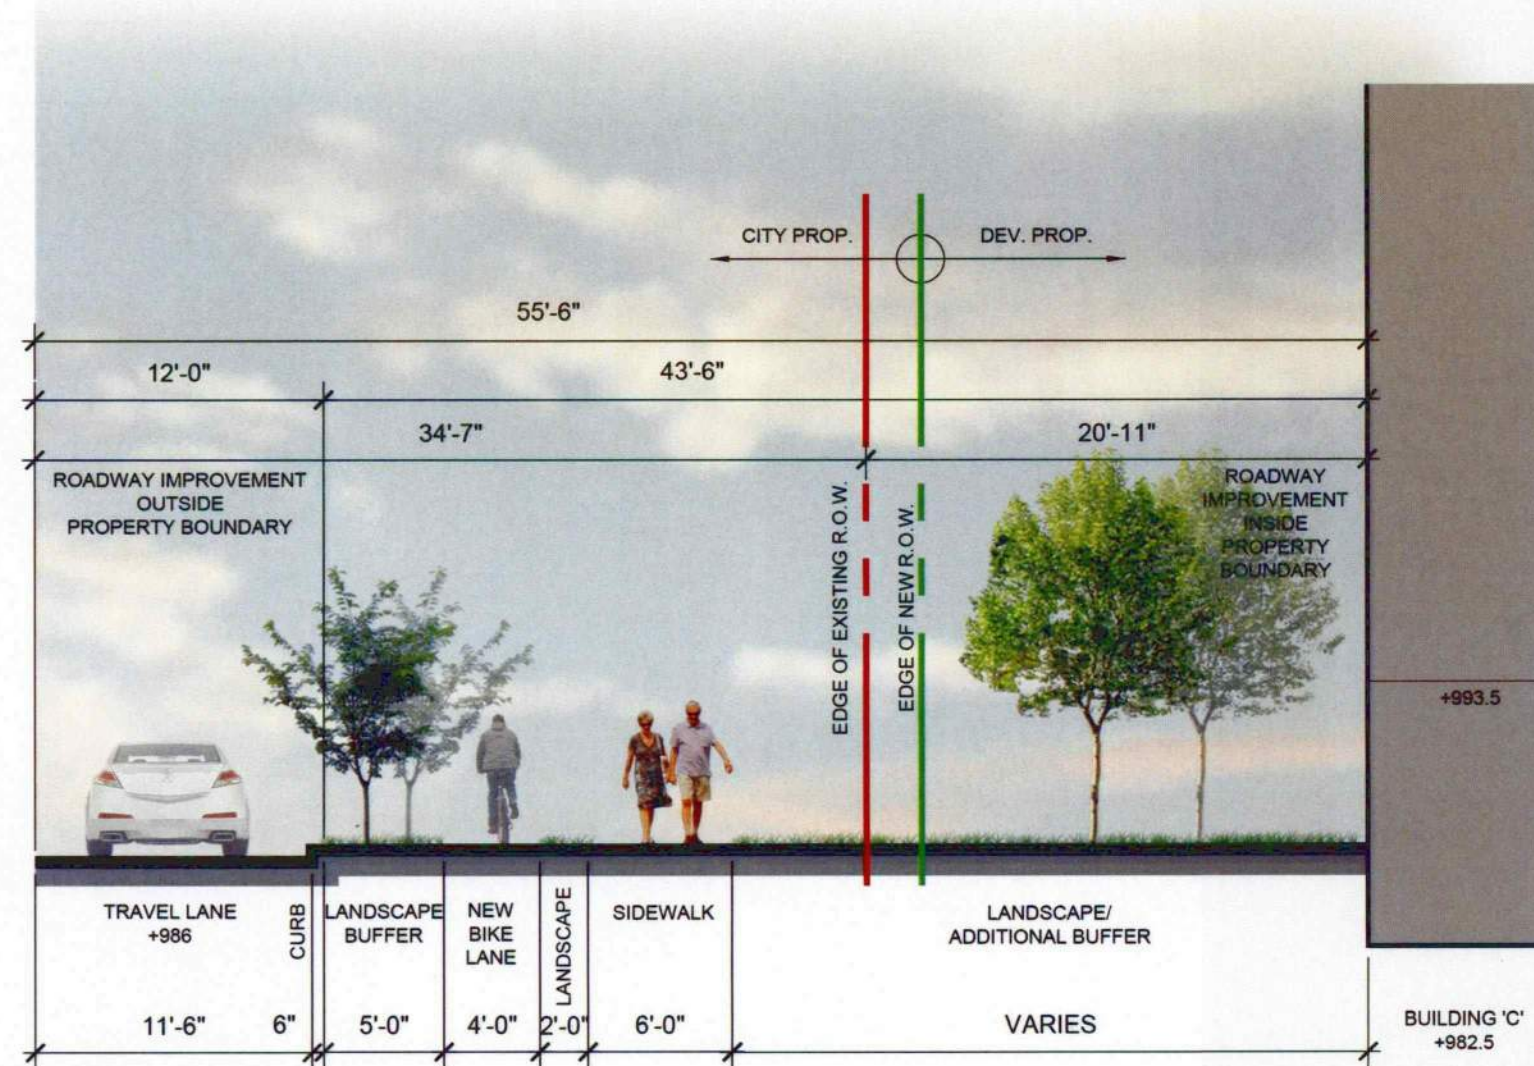 CITY PROP.
DEV. PROP.
55'-6"
12'-0"
43'-6"
34'-7"
20'-11"
ROADWAY IMPROVEMENT
OUTSIDE
PROPERTY BOUNDARY
EDGE OF EXISTING R.O.W.
EDGE OF NEW R.O.W.
ROADWAY
IMPROVEMENT
INSIDE
PROPERTY
BOUNDARY
+993.5
TRAVEL LANE
+986
CURB
LANDSCAPE
BUFFER
NEW
BIKE
LANE
LANDSCAPE
SIDEWALK
LANDSCAPE/
ADDITIONAL BUFFER
11'-6"
6"
5'-0"
4'-0"
2'-0"
6'-0"
VARIES
BUILDING 'C'
+982.5